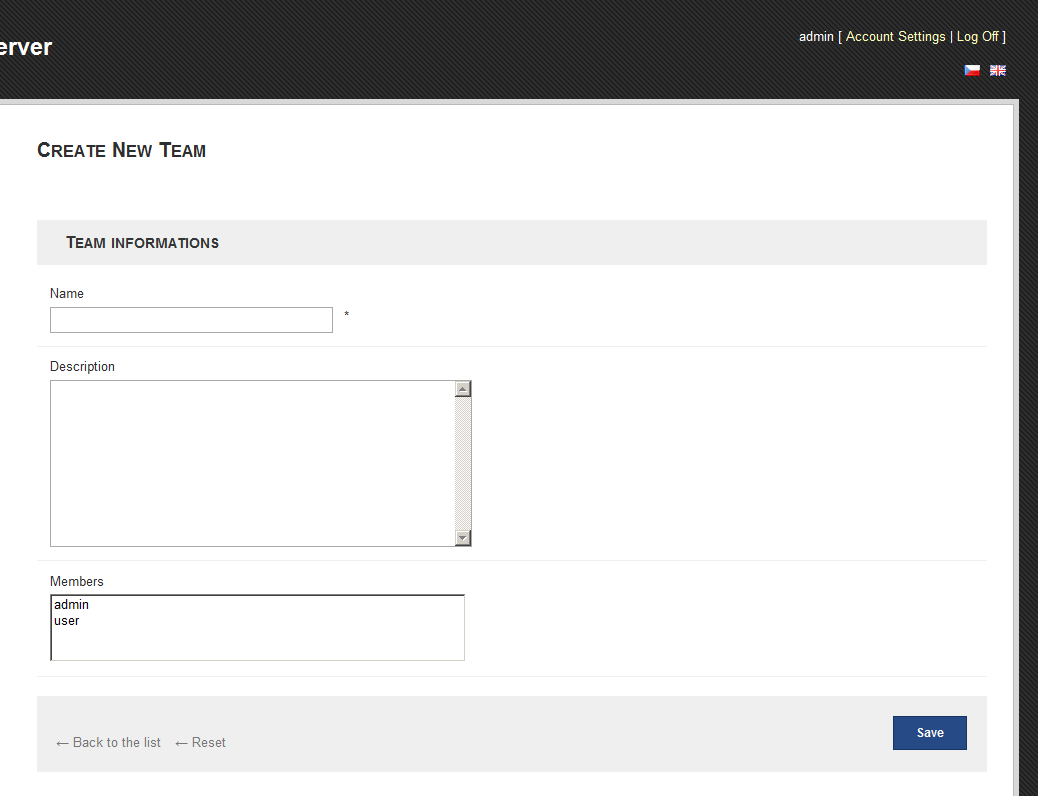 erver
admin [ Account Settings | Log Off ]
Create New Team
Team informations
Name
*
Description
Members
admin
user
← Back to the list ← Reset
Save